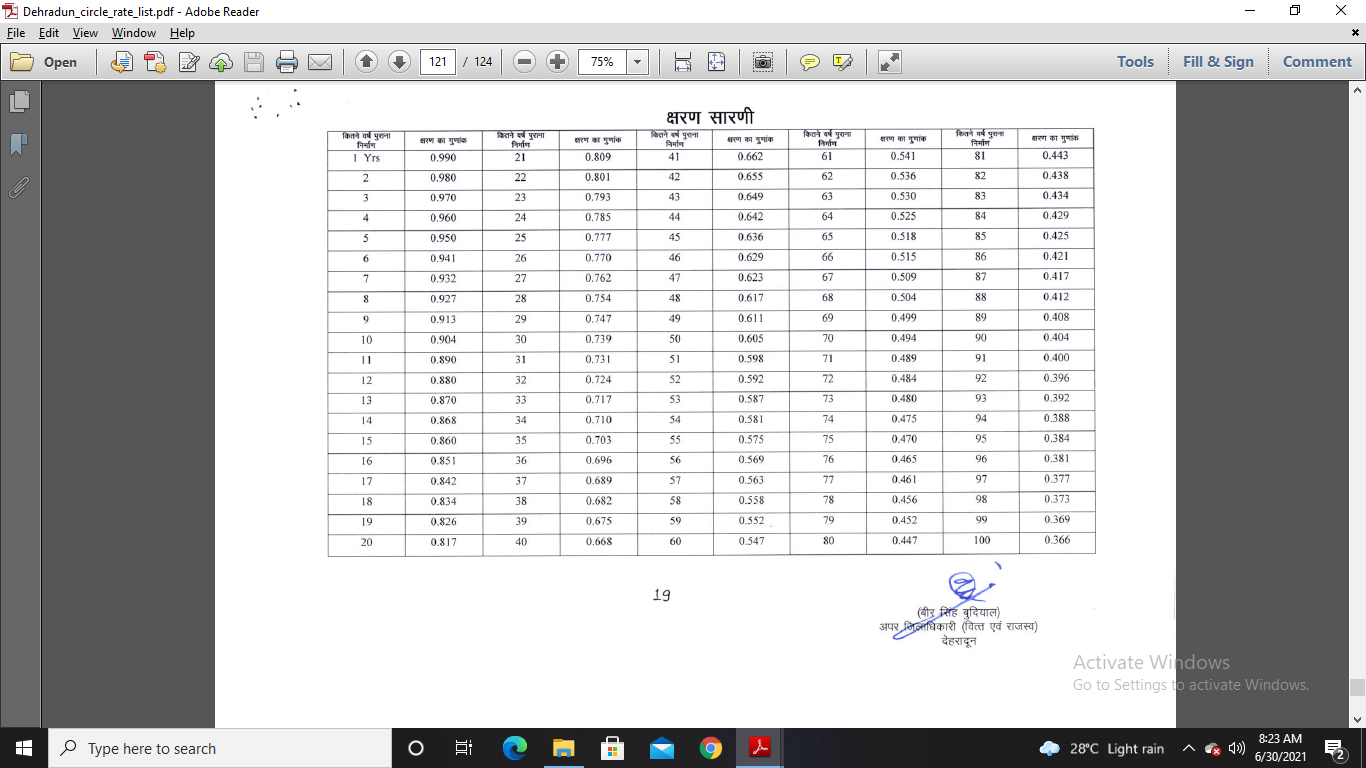 Dehradun_circle_rate_list.pdf - Adobe Reader
File Edit View Window Help
Open 121 / 124 75% Tools Fill & Sign Comment
क्षरण सारणी
कितने वर्ष पुराना निर्माण क्षरण का गुणांक कितने वर्ष पुराना निर्माण क्षरण का गुणांक कितने वर्ष पुराना निर्माण क्षरण का गुणांक कितने वर्ष पुराना निर्माण क्षरण का गुणांक कितने वर्ष पुराना निर्माण क्षरण का गुणांक
1 Yrs 0.990 21 0.809 41 0.662 61 0.541 81 0.443
2 0.980 22 0.801 42 0.655 62 0.536 82 0.438
3 0.970 23 0.793 43 0.649 63 0.530 83 0.434
4 0.960 24 0.785 44 0.642 64 0.525 84 0.429
5 0.950 25 0.777 45 0.636 65 0.518 85 0.425
6 0.941 26 0.770 46 0.629 66 0.515 86 0.421
7 0.932 27 0.762 47 0.623 67 0.509 87 0.417
8 0.927 28 0.754 48 0.617 68 0.504 88 0.412
9 0.913 29 0.747 49 0.611 69 0.499 89 0.408
10 0.904 30 0.739 50 0.605 70 0.494 90 0.404
11 0.890 31 0.731 51 0.598 71 0.489 91 0.400
12 0.880 32 0.724 52 0.592 72 0.484 92 0.396
13 0.870 33 0.717 53 0.587 73 0.480 93 0.392
14 0.868 34 0.710 54 0.581 74 0.475 94 0.388
15 0.860 35 0.703 55 0.575 75 0.470 95 0.384
16 0.851 36 0.696 56 0.569 76 0.465 96 0.381
17 0.842 37 0.689 57 0.563 77 0.461 97 0.377
18 0.834 38 0.682 58 0.558 78 0.456 98 0.373
19 0.826 39 0.675 59 0.552 79 0.452 99 0.369
20 0.817 40 0.668 60 0.547 80 0.447 100 0.366
19
(बीर सिंह बुदियाल)
अपर जिलाधिकारी (वित्त एवं राजस्व)
देहरादून
Activate Windows
Go to Settings to activate Windows.
Type here to search
28°C Light rain
8:23 AM
6/30/2021
2